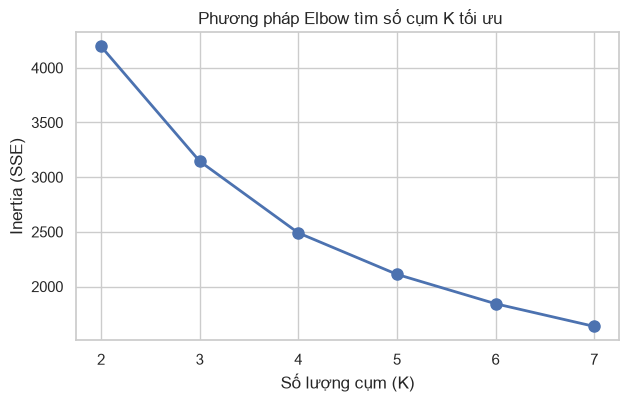 Phương pháp Elbow tìm số cụm K tối ưu
Inertia (SSE)
4000
3500
3000
2500
2000
2 3 4 5 6 7
Số lượng cụm (K)